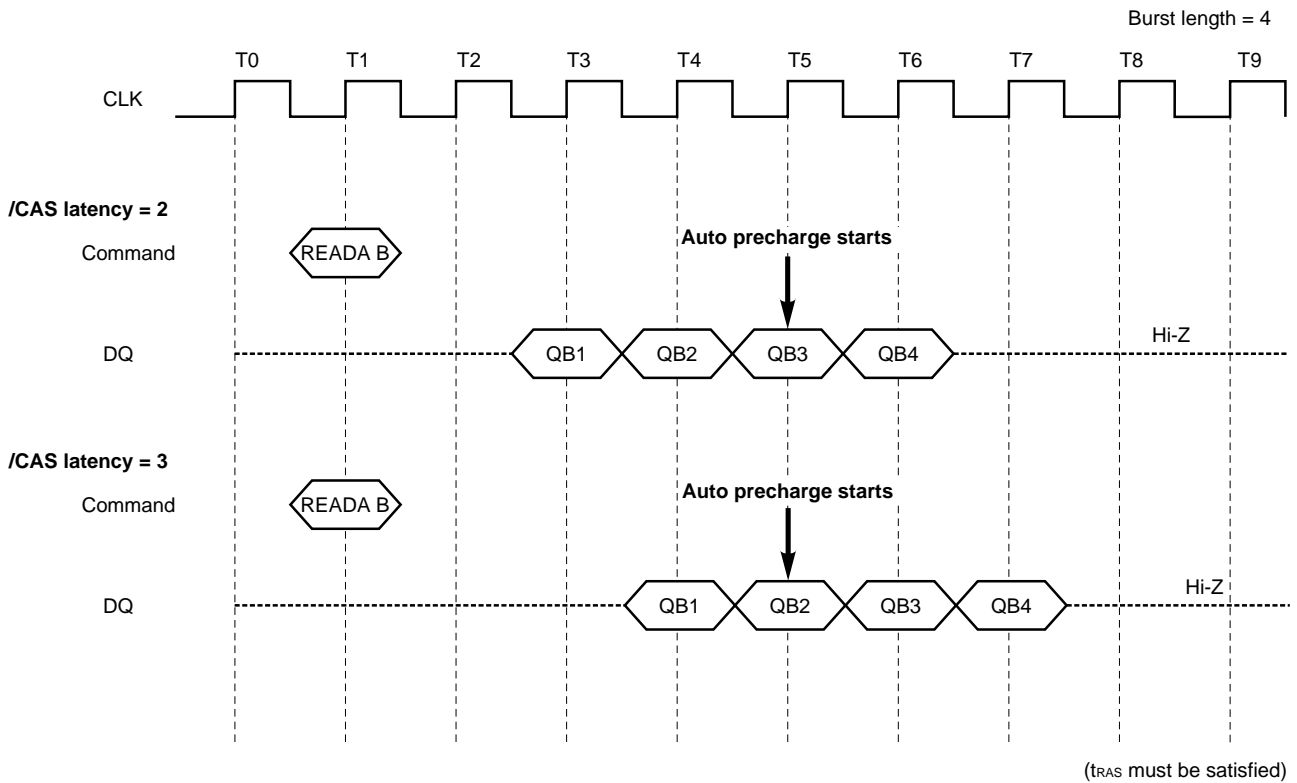 Burst length = 4
T0 T1 T2 T3 T4 T5 T6 T7 T8 T9
CLK
/CAS latency = 2
Command READA B Auto precharge starts
DQ QB1 QB2 QB3 QB4 Hi-Z
/CAS latency = 3
Command READA B Auto precharge starts
DQ QB1 QB2 QB3 QB4 Hi-Z
(tRAS must be satisfied)